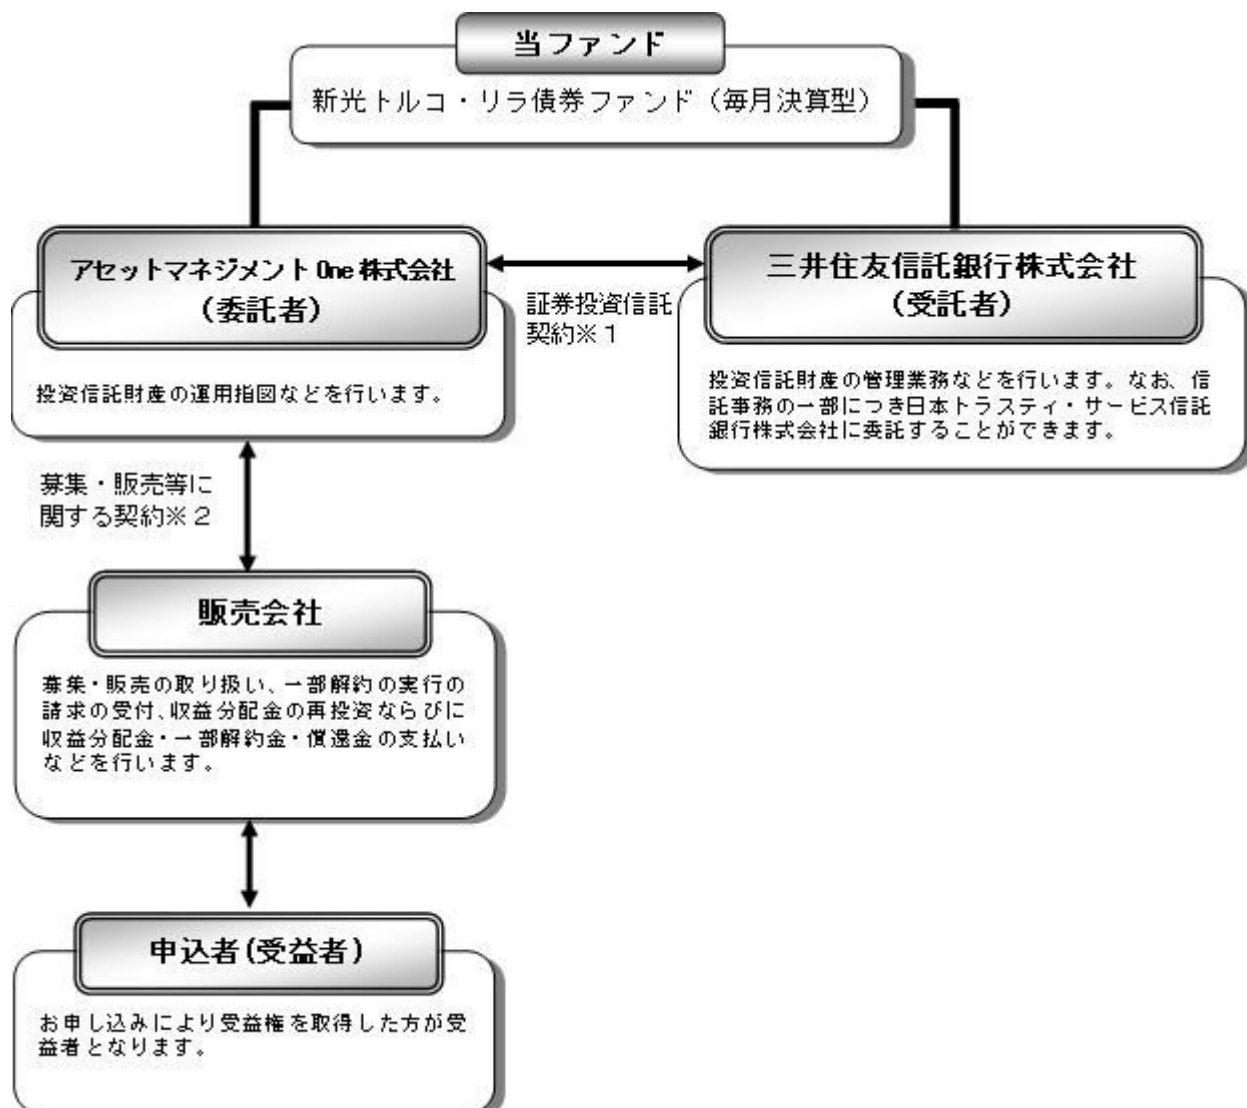 当ファンド
新光トルコ・リラ債券ファンド（毎月決算型）
アセットマネジメント One 株式会社
（委託者）
投資信託財産の運用指図などを行います。
証券投資信託
契約※１
三井住友信託銀行株式会社
（受託者）
投資信託財産の管理業務などを行います。なお、信
託事務の一部につき日本トラスティ・サービス信託
銀行株式会社に委託することができます。
募集・販売等に
関する契約※２
販売会社
募集・販売の取り扱い、一部解約の実行の
請求の受付、収益分配金の再投資ならびに
収益分配金・一部解約金・償還金の支払い
などを行います。
申込者(受益者)
お申し込みにより受益権を取得した方が受
益者となります。